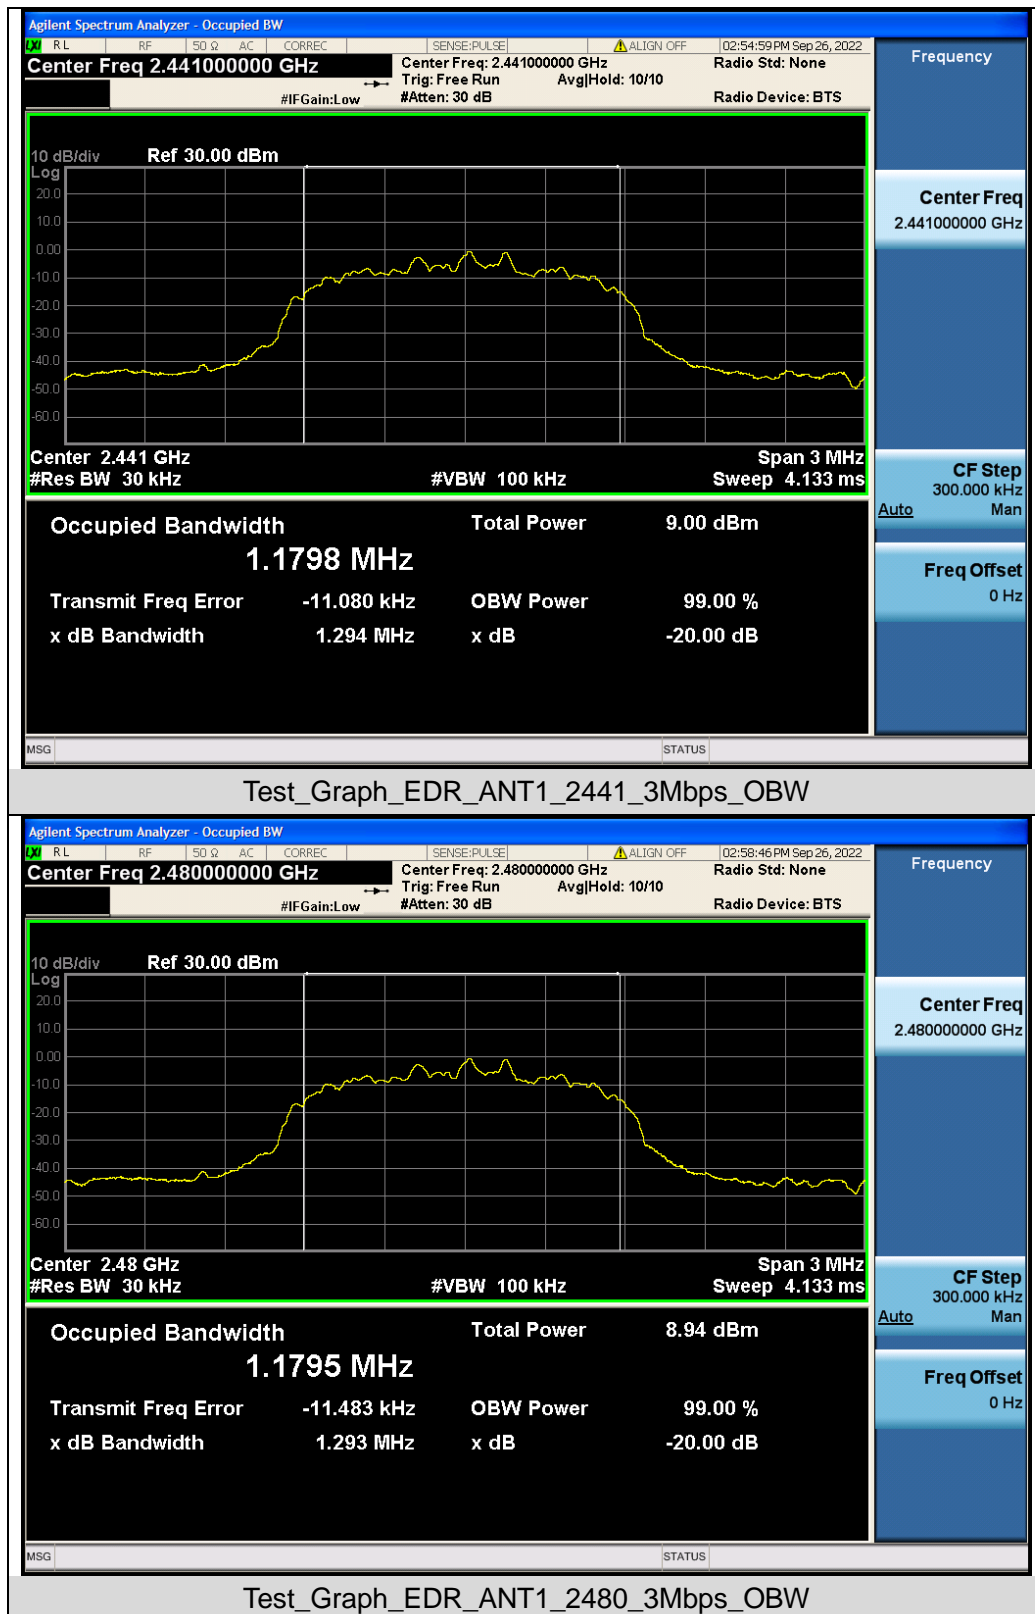 Agilent Spectrum Analyzer - Occupied BW
LXI RL RF 50 Ω AC CORREC SENSE:PULSE ALIGN OFF 02:54:59 PM Sep 26, 2022
Center Freq 2.441000000 GHz Center Freq: 2.441000000 GHz Radio Std: None
Trig: Free Run Avg|Hold: 10/10
#IFGain:Low #Atten: 30 dB Radio Device: BTS
10 dB/div Ref 30.00 dBm
Log
20.0
10.0
0.00
-10.0
-20.0
-30.0
-40.0
-50.0
-60.0
Center 2.441 GHz Span 3 MHz
#Res BW 30 kHz #VBW 100 kHz Sweep 4.133 ms
Occupied Bandwidth Total Power 9.00 dBm
1.1798 MHz
Transmit Freq Error -11.080 kHz OBW Power 99.00 %
x dB Bandwidth 1.294 MHz x dB -20.00 dB
MSG STATUS
Frequency
Center Freq
2.441000000 GHz
CF Step
300.000 kHz
Auto Man
Freq Offset
0 Hz
Test_Graph_EDR_ANT1_2441_3Mbps_OBW
Agilent Spectrum Analyzer - Occupied BW
LXI RL RF 50 Ω AC CORREC SENSE:PULSE ALIGN OFF 02:58:46 PM Sep 26, 2022
Center Freq 2.480000000 GHz Center Freq: 2.480000000 GHz Radio Std: None
Trig: Free Run Avg|Hold: 10/10
#IFGain:Low #Atten: 30 dB Radio Device: BTS
10 dB/div Ref 30.00 dBm
Log
20.0
10.0
0.00
-10.0
-20.0
-30.0
-40.0
-50.0
-60.0
Center 2.48 GHz Span 3 MHz
#Res BW 30 kHz #VBW 100 kHz Sweep 4.133 ms
Occupied Bandwidth Total Power 8.94 dBm
1.1795 MHz
Transmit Freq Error -11.483 kHz OBW Power 99.00 %
x dB Bandwidth 1.293 MHz x dB -20.00 dB
MSG STATUS
Frequency
Center Freq
2.480000000 GHz
CF Step
300.000 kHz
Auto Man
Freq Offset
0 Hz
Test_Graph_EDR_ANT1_2480_3Mbps_OBW